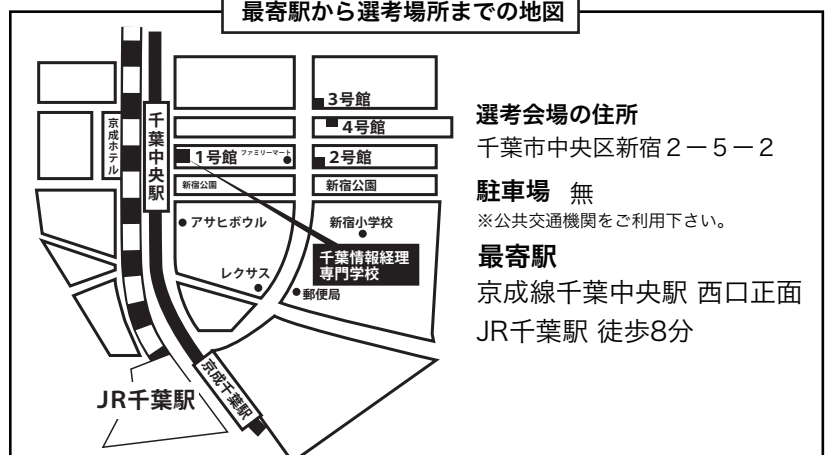 最寄駅から選考場所までの地図
3号館
4号館
京成ホテル
千葉中央駅
1号館
ファミリーマート
2号館
新宿公園
新宿公園
アサヒボウル
新宿小学校
千葉情報経理
専門学校
レクサス
郵便局
京成千葉駅
JR千葉駅
選考会場の住所
千葉市中央区新宿2-5-2
駐車場 無
※公共交通機関をご利用下さい。
最寄駅
京成線千葉中央駅 西口正面
JR千葉駅 徒歩8分